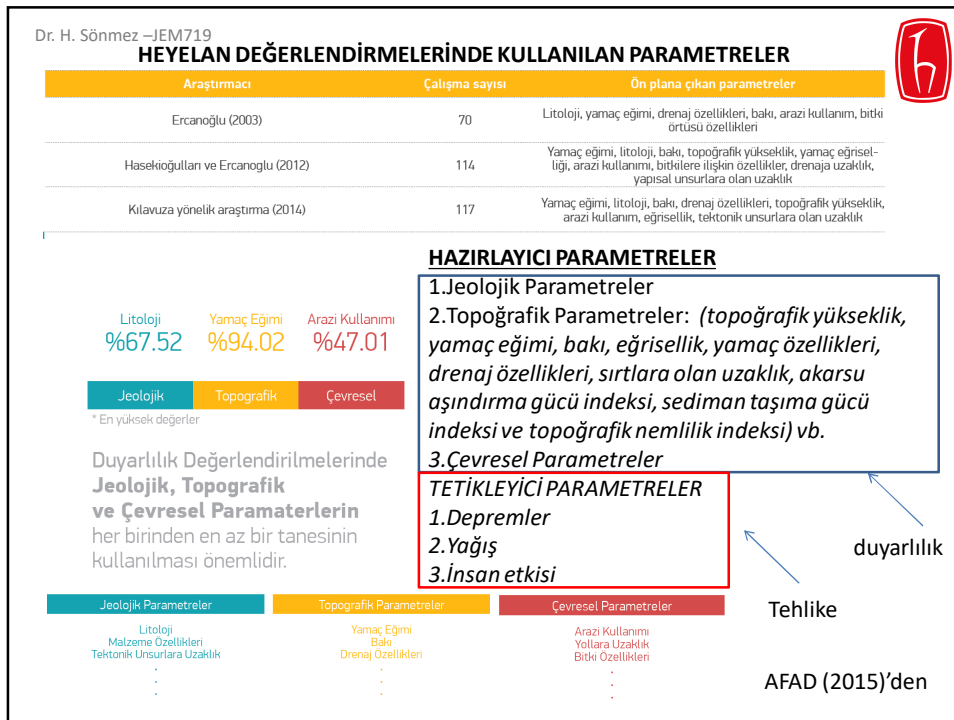 Dr. H. Sönmez –JEM719
HEYELAN DEĞERLENDİRMELERİNDE KULLANILAN PARAMETRELER
Araştırmacı Çalışma sayısı Ön plana çıkan parametreler
Ercanoğlu (2003) 70 Litoloji, yamaç eğimi, drenaj özellikleri, bakı, arazi kullanım, bitki
örtüsü özellikleri
Hasekioğulları ve Ercanoglu (2012) 114 Yamaç eğimi, litoloji, bakı, topoğrafik yükseklik, yamaç eğrisel-
liği, arazi kullanımı, bitkilere ilişkin özellikler, drenaja uzaklık,
yapısal unsurlara olan uzaklık
Kılavuza yönelik araştırma (2014) 117 Yamaç eğimi, litoloji, bakı, drenaj özellikleri, topoğrafik yükseklik,
arazi kullanım, eğrisellik, tektonik unsurlara olan uzaklık
HAZIRLAYICI PARAMETRELER
1.Jeolojik Parametreler
2.Topoğrafik Parametreler: (topoğrafik yükseklik,
yamaç eğimi, bakı, eğrisellik, yamaç özellikleri,
drenaj özellikleri, sırtlara olan uzaklık, akarsu
aşındırma gücü indeksi, sediman taşıma gücü
indeksi ve topoğrafik nemlilik indeksi) vb.
3.Çevresel Parametreler
TETİKLEYİCİ PARAMETRELER
1.Depremler
2.Yağış
3.İnsan etkisi
duyarlılık
Tehlike
Litoloji Yamaç Eğimi Arazi Kullanımı
%67.52 %94.02 %47.01
Jeolojik Topografik Çevresel
* En yüksek değerler
Duyarlılık Değerlendirilmelerinde
Jeolojik, Topografik
ve Çevresel Paramaterlerin
her birinden en az bir tanesinin
kullanılması önemlidir.
Jeolojik Parametreler Topografik Parametreler Çevresel Parametreler
Litoloji Yamaç Eğimi Arazi Kullanımı
Malzeme Özellikleri Bakı Yollara Uzaklık
Tektonik Unsurlara Uzaklık Drenaj Özellikleri Bitki Özellikleri
. . .
. . .
. . .
AFAD (2015)'den